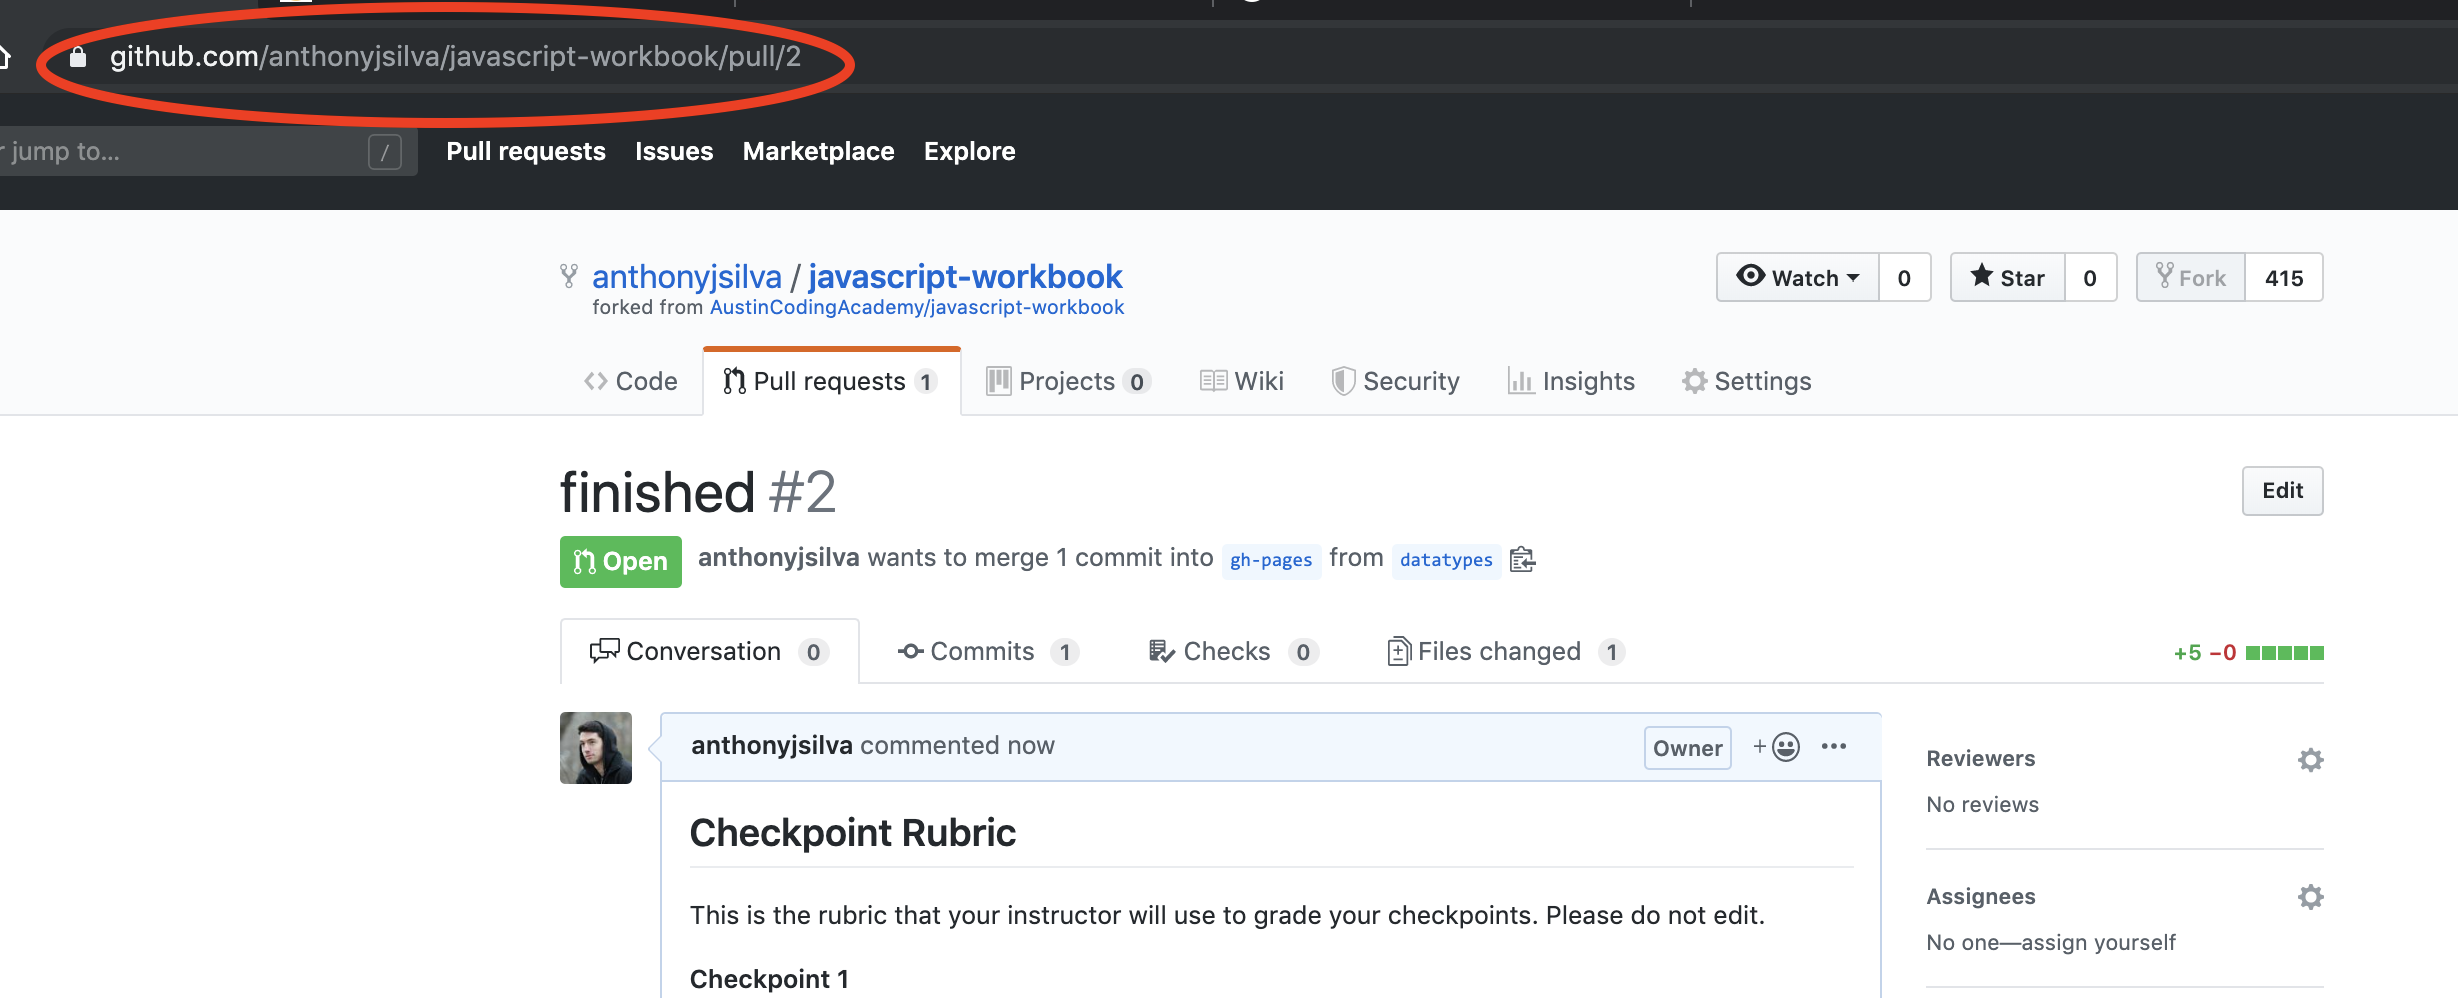 github.com/anthonyjsilva/javascript-workbook/pull/2
jump to... /
Pull requests Issues Marketplace Explore
anthonyjsilva / javascript-workbook
forked from AustinCodingAcademy/javascript-workbook
Watch 0 Star 0 Fork 415
Code Pull requests 1 Projects 0 Wiki Security Insights Settings
finished #2
Edit
Open anthonyjsilva wants to merge 1 commit into gh-pages from datatypes
Conversation 0 Commits 1 Checks 0 Files changed 1
+5 −0
anthonyjsilva commented now
Owner
Checkpoint Rubric
This is the rubric that your instructor will use to grade your checkpoints. Please do not edit.
Checkpoint 1
Reviewers
No reviews
Assignees
No one—assign yourself